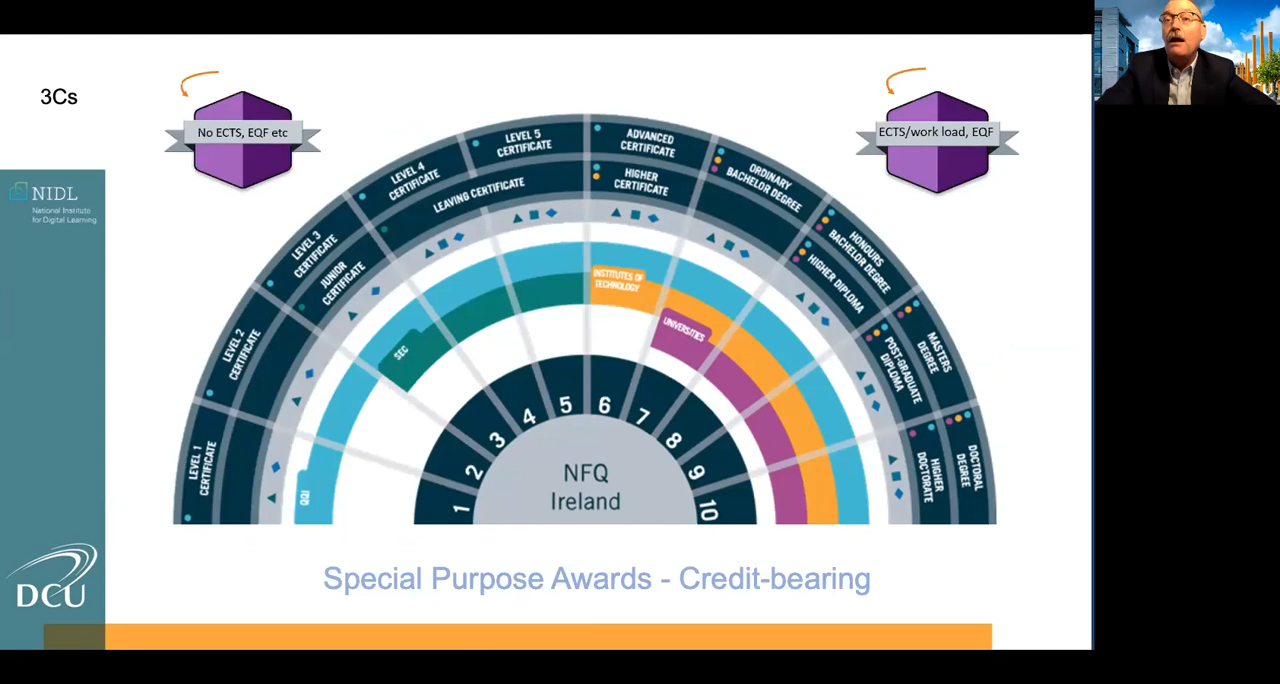 3Cs
No ECTS, EQF etc
ECTS/work load, EQF
NIDL
National Institute
for Digital Learning
LEVEL 1
CERTIFICATE
LEVEL 2
CERTIFICATE
LEVEL 3
CERTIFICATE
JUNIOR
CERTIFICATE
LEVEL 4
CERTIFICATE
LEVEL 5
CERTIFICATE
LEAVING CERTIFICATE
ADVANCED
CERTIFICATE
HIGHER
CERTIFICATE
ORDINARY
BACHELOR DEGREE
HONOURS
BACHELOR DEGREE
HIGHER DIPLOMA
MASTERS
DEGREE
POST-GRADUATE
DIPLOMA
DOCTORAL
DEGREE
HIGHER
DOCTORATE
QQI
SEC
INSTITUTES OF
TECHNOLOGY
UNIVERSITIES
1
2
3
4
5
6
7
8
9
10
NFQ
Ireland
DCU
Special Purpose Awards - Credit-bearing